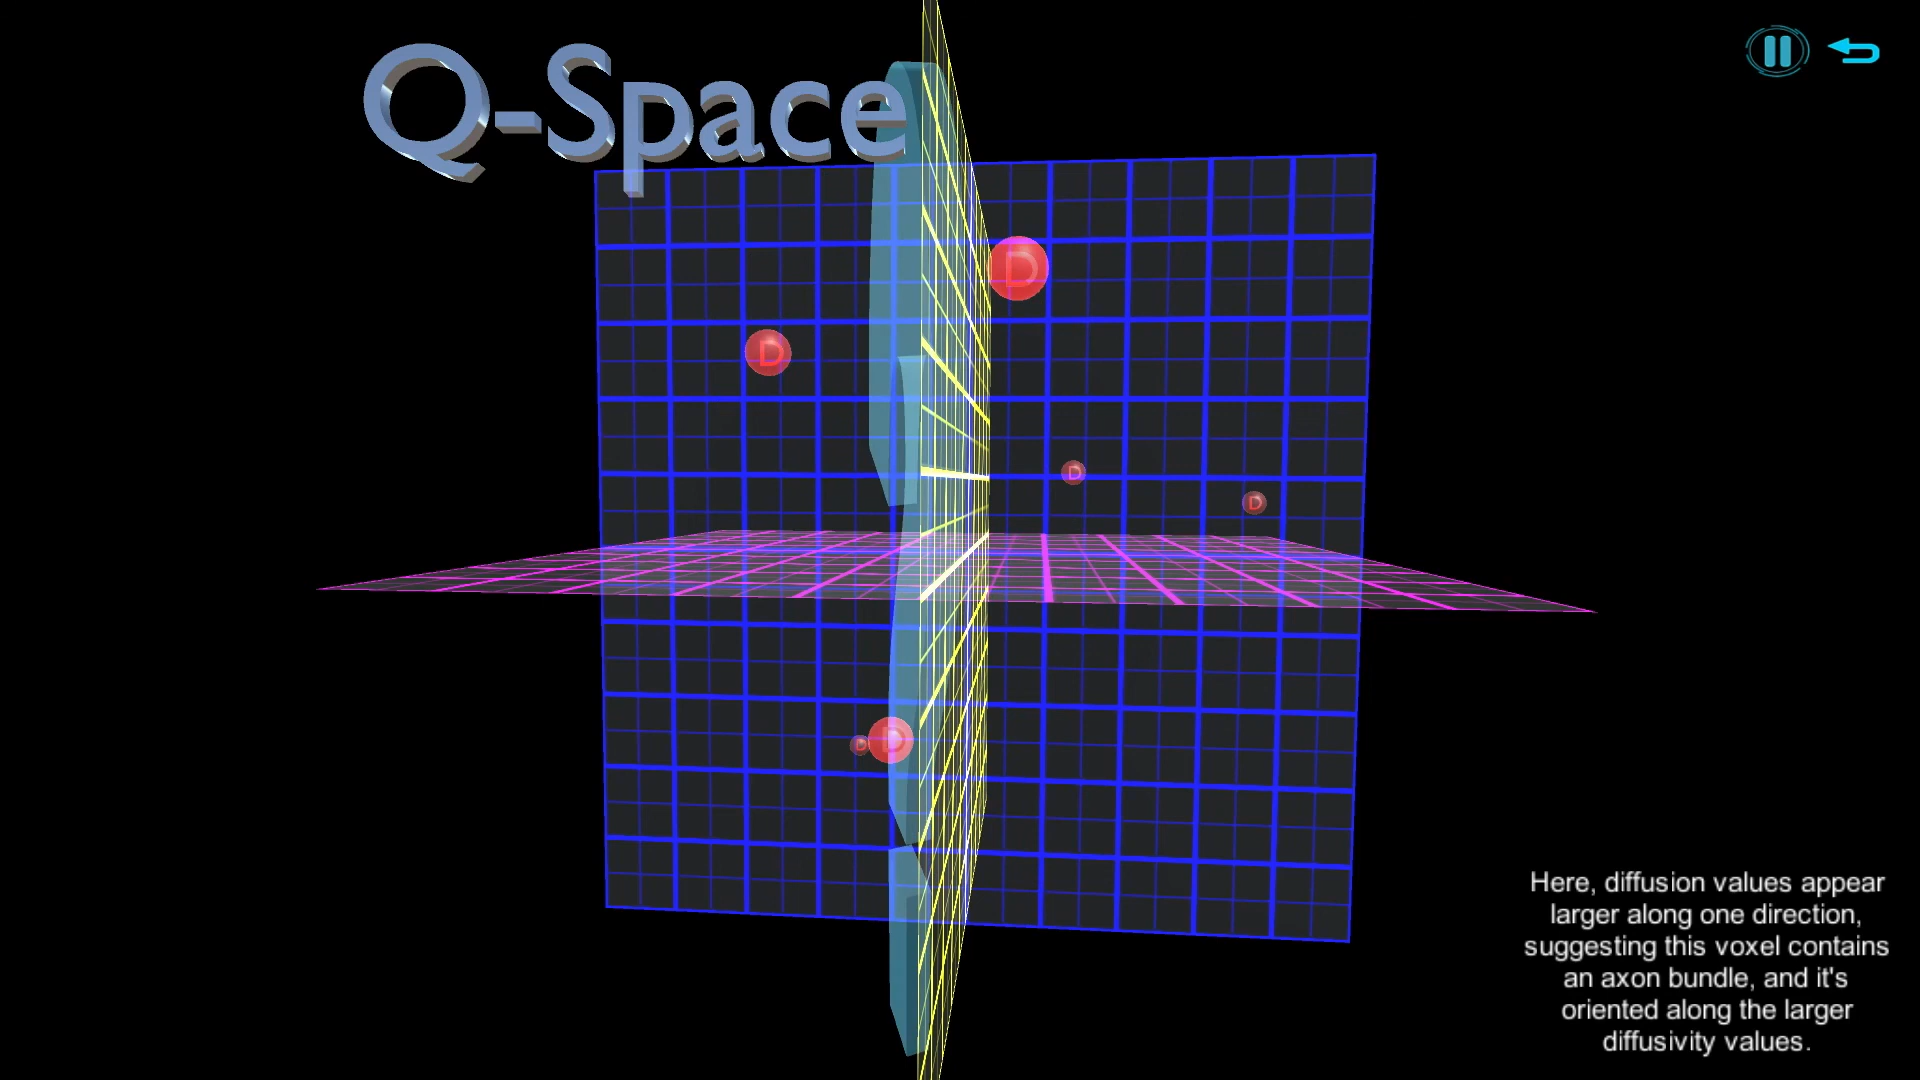 Q-Space
D
D
D
D
D
D
Here, diffusion values appear
larger along one direction,
suggesting this voxel contains
an axon bundle, and it's
oriented along the larger
diffusivity values.